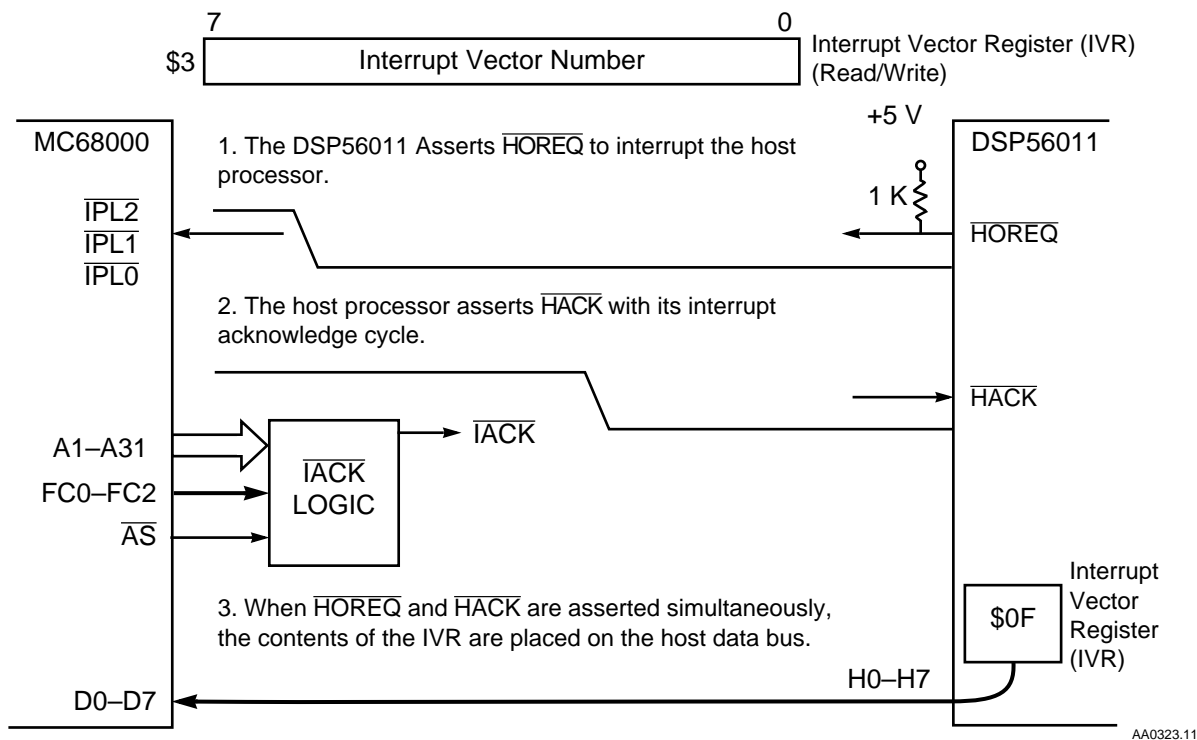 7 0
$3 Interrupt Vector Number Interrupt Vector Register (IVR)
(Read/Write)
+5 V
MC68000 DSP56011
1. The DSP56011 Asserts HOREQ to interrupt the host
processor.
1 K
IPL2
IPL1 HOREQ
IPL0
2. The host processor asserts HACK with its interrupt
acknowledge cycle.
HACK
A1–A31
IACK
IACK
LOGIC
FC0–FC2
AS
3. When HOREQ and HACK are asserted simultaneously,
the contents of the IVR are placed on the host data bus.
$0F
Interrupt
Vector
Register
(IVR)
H0–H7
D0–D7
AA0323.11